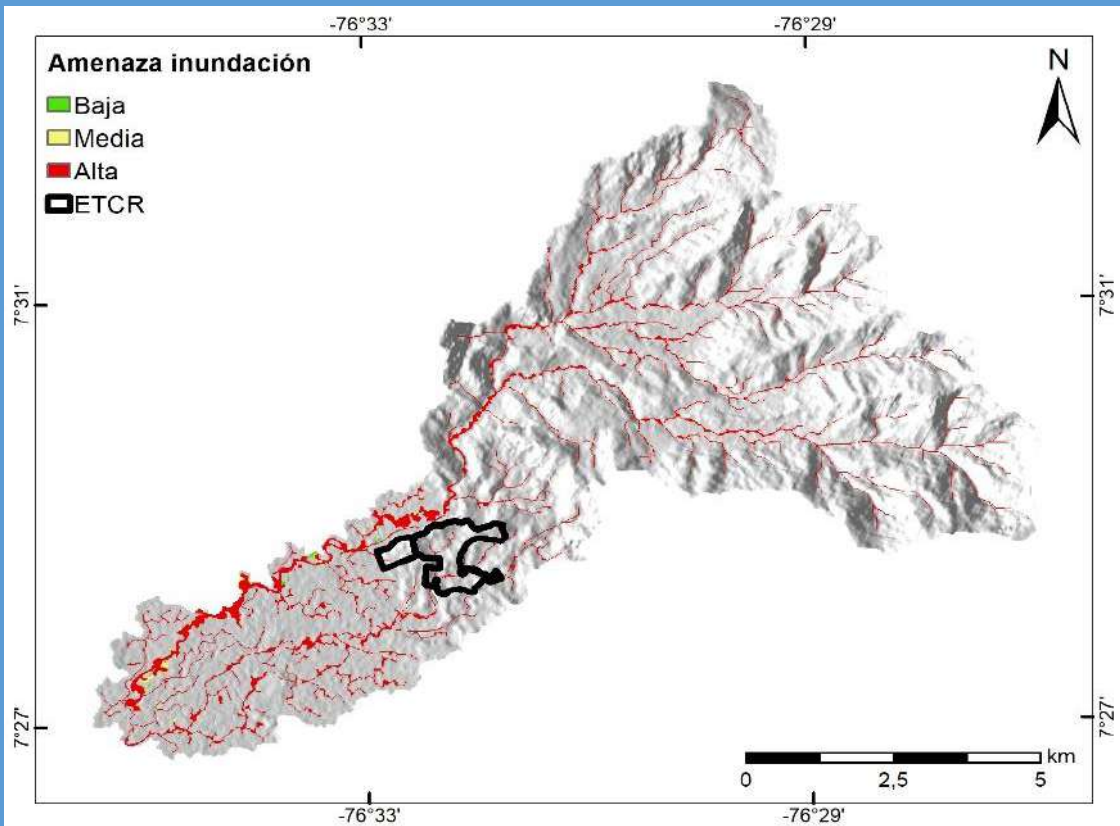 -76°33'
-76°29'
Amenaza inundación
Baja
Media
Alta
ETCR
N
7°31'
7°31'
7°27'
7°27'
km
0
2,5
5
-76°33'
-76°29'